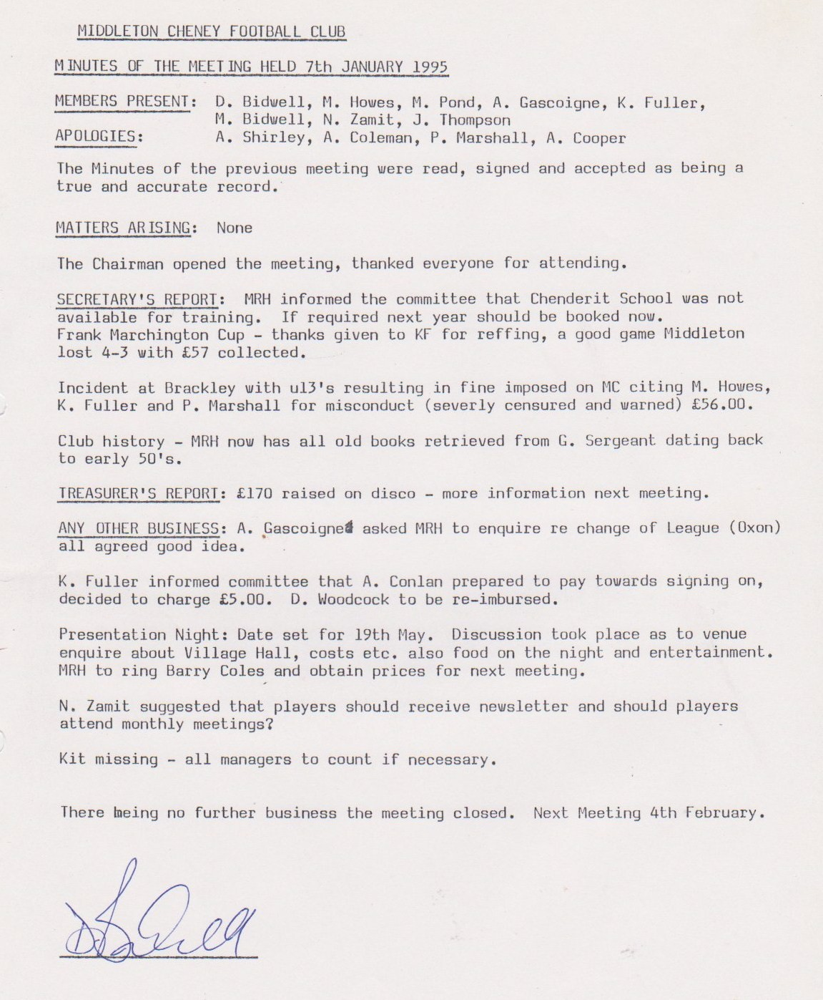 MIDDLETON CHENEY FOOTBALL CLUB
MINUTES OF THE MEETING HELD 7th JANUARY 1995
MEMBERS PRESENT: D. Bidwell, M. Howes, M. Pond, A. Gascoigne, K. Fuller,
M. Bidwell, N. Zamit, J. Thompson
APOLOGIES: A. Shirley, A. Coleman, P. Marshall, A. Cooper
The Minutes of the previous meeting were read, signed and accepted as being a
true and accurate record.
MATTERS ARISING: None
The Chairman opened the meeting, thanked everyone for attending.
SECRETARY'S REPORT: MRH informed the committee that Chenderit School was not
available for training. If required next year should be booked now.
Frank Marchington Cup - thanks given to KF for reffing, a good game Middleton
lost 4-3 with £57 collected.
Incident at Brackley with u13's resulting in fine imposed on MC citing M. Howes,
K. Fuller and P. Marshall for misconduct (severly censured and warned) £56.00.
Club history - MRH now has all old books retrieved from G. Sergeant dating back
to early 50's.
TREASURER'S REPORT: £170 raised on disco - more information next meeting.
ANY OTHER BUSINESS: A. Gascoigne asked MRH to enquire re change of League (Oxon)
all agreed good idea.
K. Fuller informed committee that A. Conlan prepared to pay towards signing on,
decided to charge £5.00. D. Woodcock to be re-imbursed.
Presentation Night: Date set for 19th May. Discussion took place as to venue
enquire about Village Hall, costs etc. also food on the night and entertainment.
MRH to ring Barry Coles and obtain prices for next meeting.
N. Zamit suggested that players should receive newsletter and should players
attend monthly meetings?
Kit missing - all managers to count if necessary.
There being no further business the meeting closed. Next Meeting 4th February.